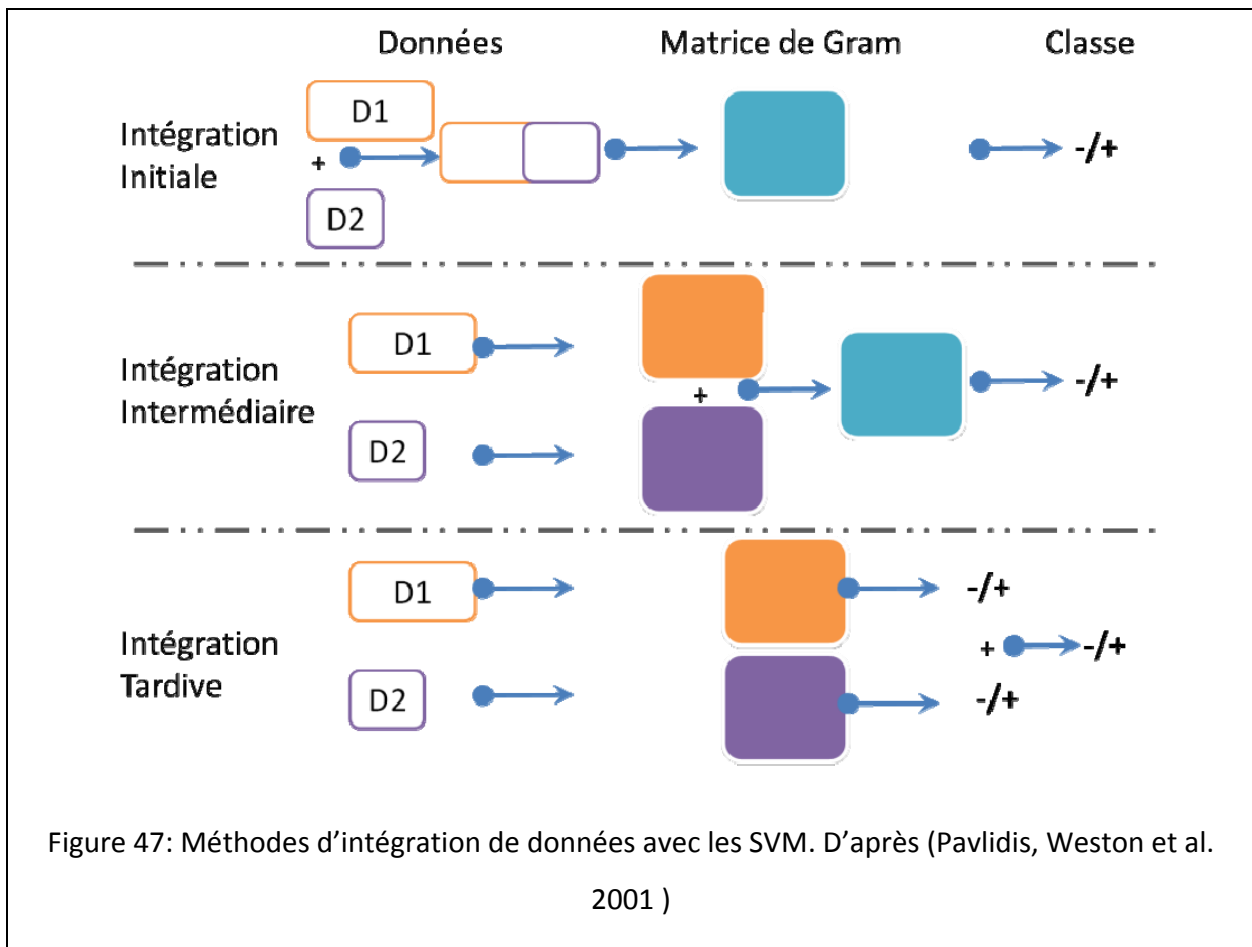 Données Matrice de Gram Classe
Intégration
Initiale
D1
+
D2
-/+
Intégration
Intermédiaire
D1
D2
+
-/+
Intégration
Tardive
D1
D2
-/+
+ -/+
-/+
Figure 47: Méthodes d’intégration de données avec les SVM. D’après (Pavlidis, Weston et al.
2001 )